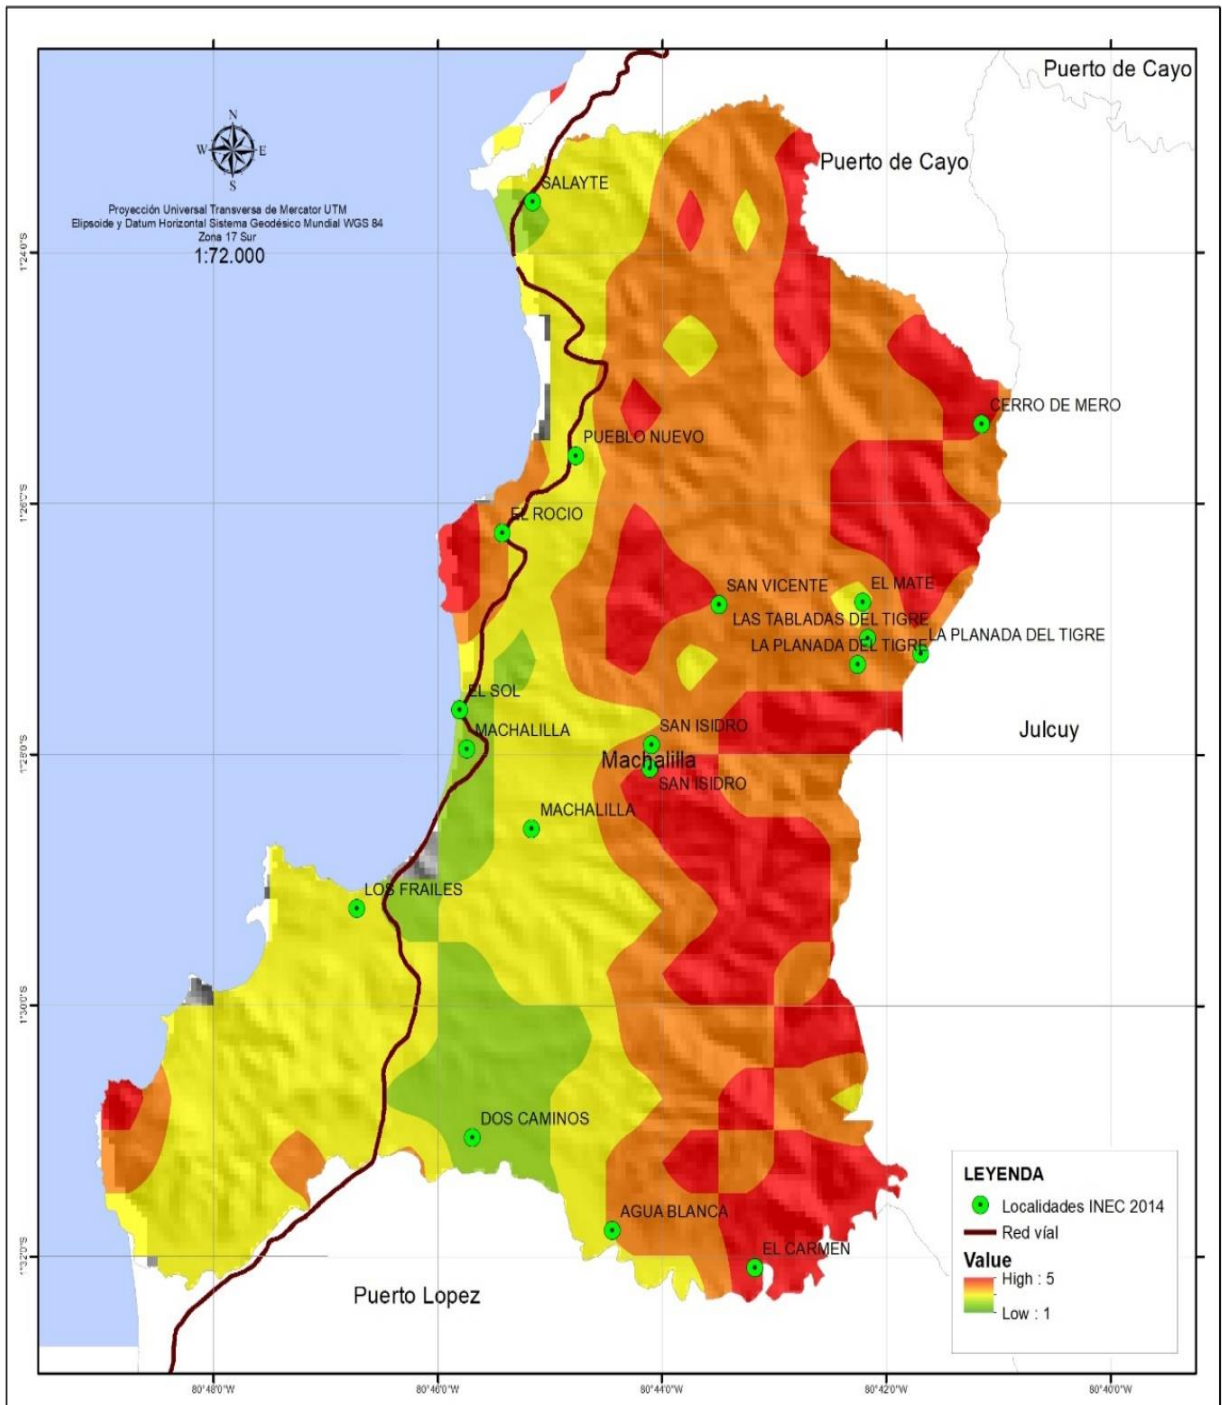 Puerto de Cayo
N
W E
S
Puerto de Cayo
SALAYTE
Proyección Universal Transversa de Mercator UTM
Elipsoide y Datum Horizontal Sistema Geodésico Mundial WGS 84
Zona 17 Sur
1:72.000
1°24'0"S
CERRO DE MERO
PUEBLO NUEVO
1°26'0"S
EL ROCIO
SAN VICENTE
EL MATE
LAS TABLADAS DEL TIGRE
LA PLANADA DEL TIGRE
LA PLANADA DEL TIGRE
EL SOL
MACHALILLA
SAN ISIDRO
Julcuy
1°28'0"S
Machalilla
SAN ISIDRO
MACHALILLA
LOS FRAILES
1°30'0"S
DOS CAMINOS
AGUA BLANCA
EL CARMEN
1°32'0"S
Puerto Lopez
LEYENDA
Localidades INEC 2014
Red víal
Value
High : 5
Low : 1
80°48'0"W
80°46'0"W
80°44'0"W
80°42'0"W
80°40'0"W